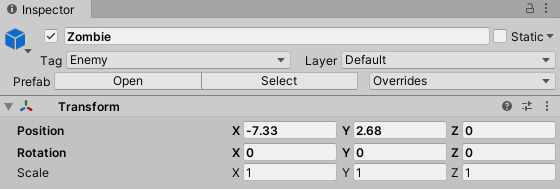 Inspector
Zombie Static
Tag Enemy Layer Default
Prefab Open Select Overrides
Transform
Position X -7.33 Y 2.68 Z 0
Rotation X 0 Y 0 Z 0
Scale X 1 Y 1 Z 1